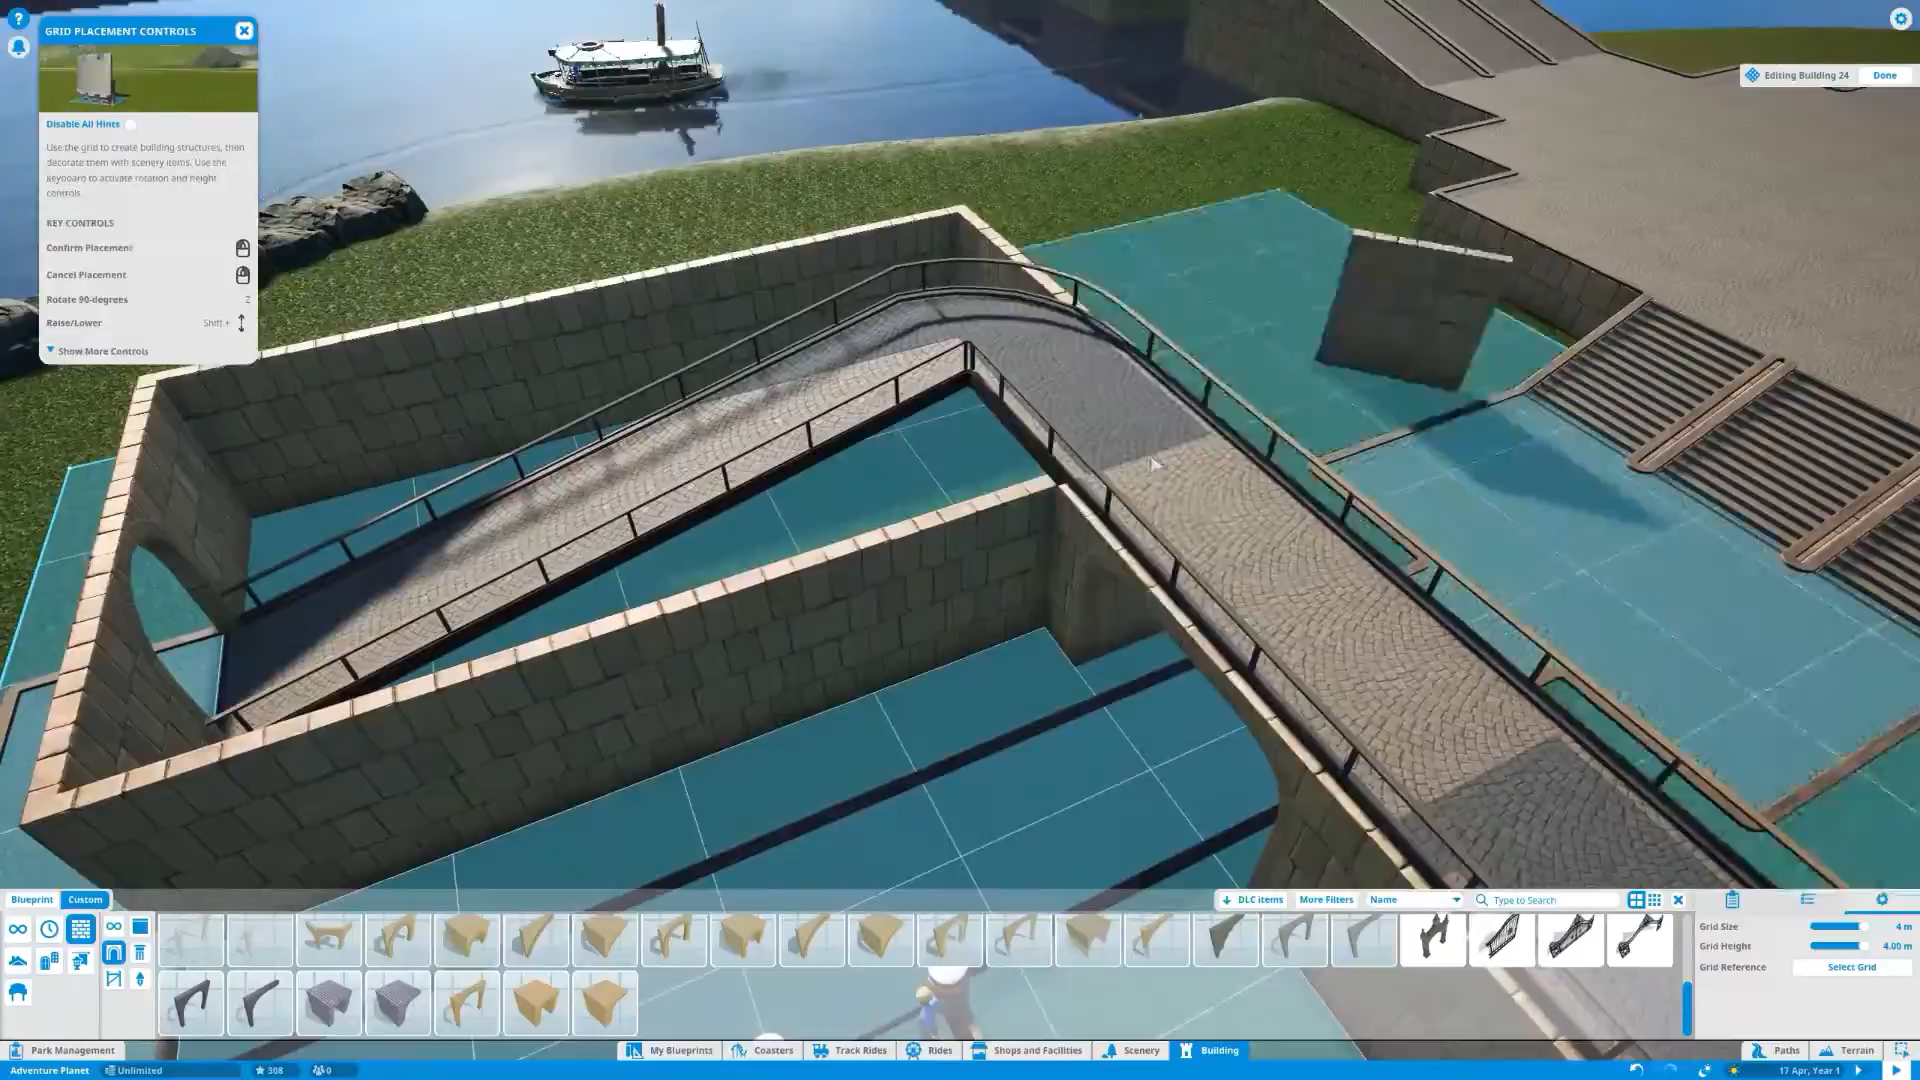 ?
GRID PLACEMENT CONTROLS
Disable All Hints
Use the grid to create building structures, then
decorate them with scenery items. Use the
keyboard to activate rotation and height
controls.
KEY CONTROLS
Confirm Placement
Cancel Placement
Rotate 90-degrees Z
Raise/Lower Shift +
Show More Controls
Editing Building 24 Done
Blueprint Custom
DLC items More Filters Name Type to Search
Grid Size 4 m
Grid Height 4.00 m
Grid Reference Select Grid
Park Management My Blueprints Coasters Track Rides Rides Shops and Facilities Scenery Building Paths Terrain
Adventure Planet Unlimited 308 0 17 Apr, Year 1